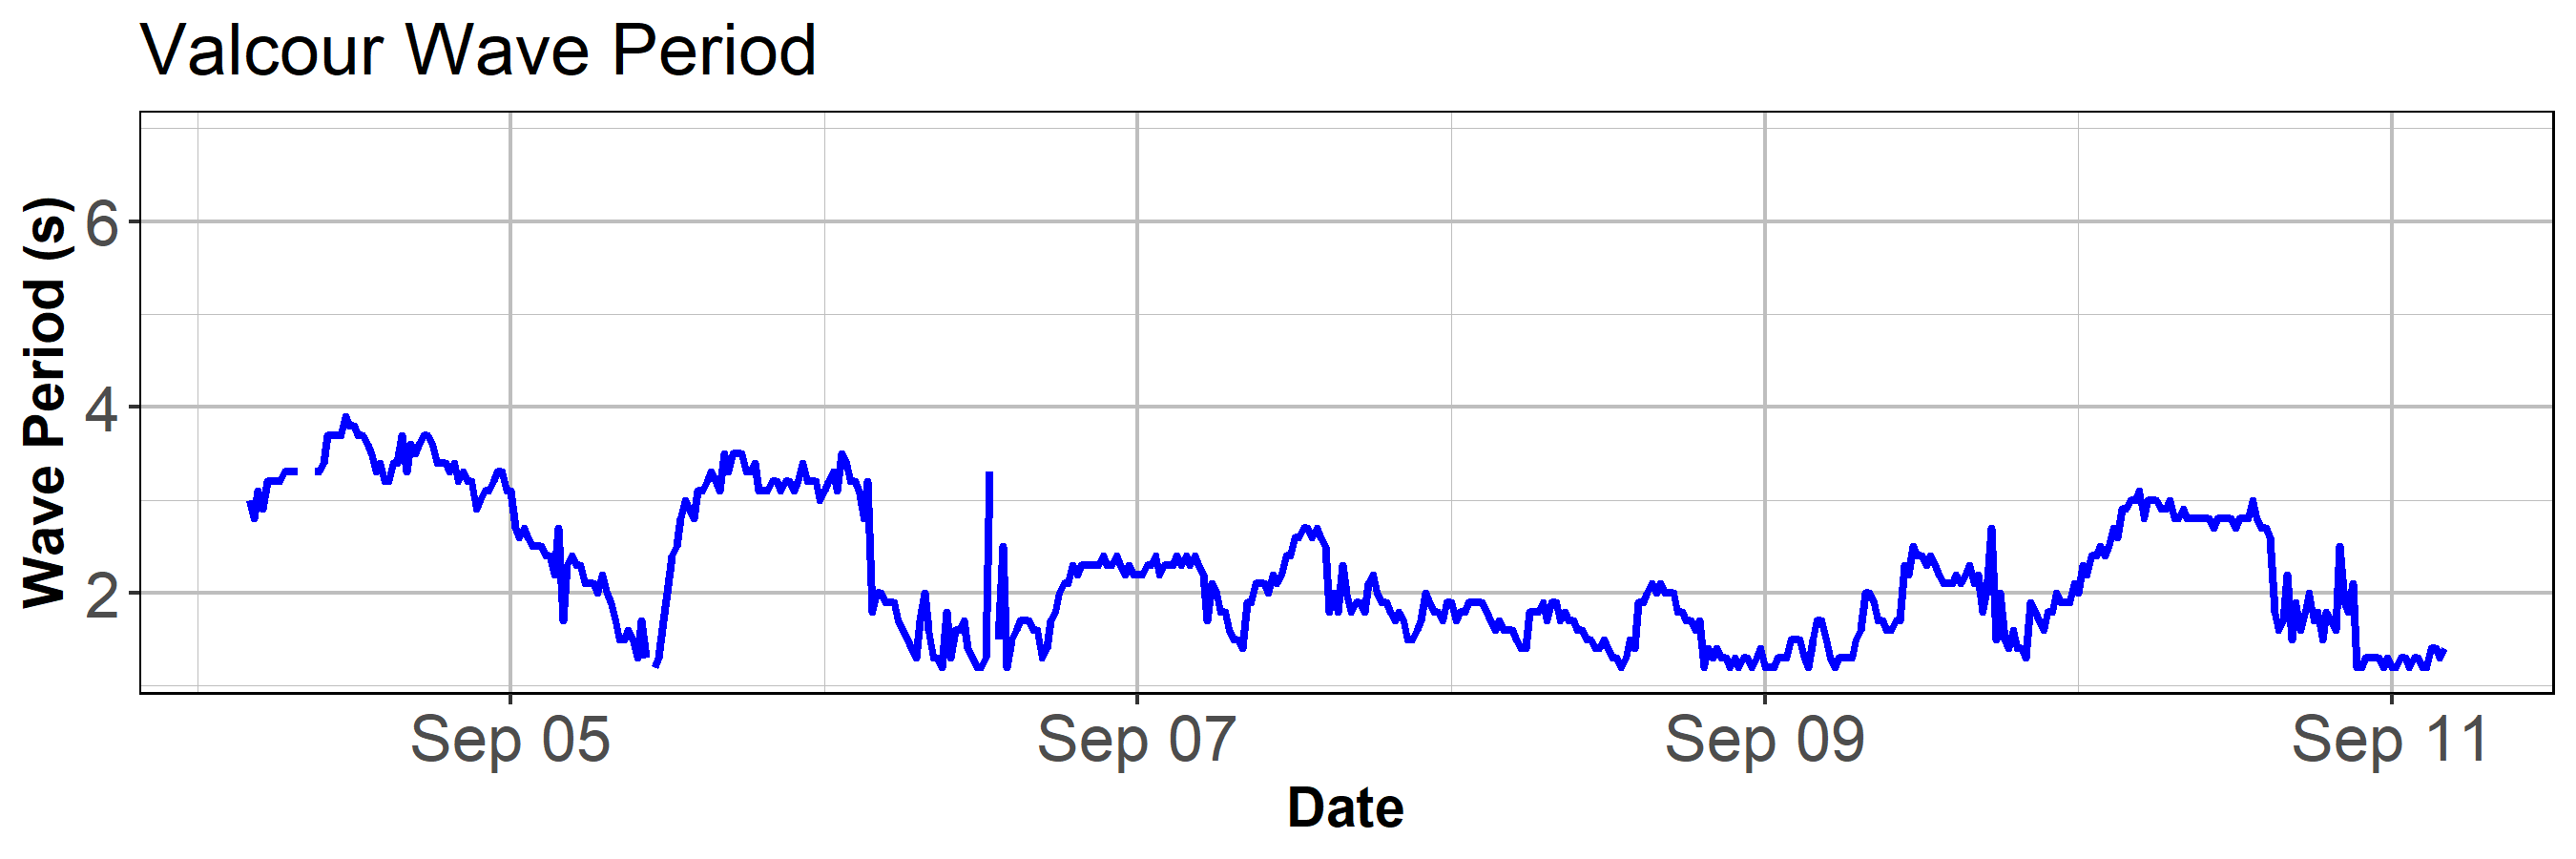 Valcour Wave Period
Wave Period (s)
6
4
2
Sep 05
Sep 07
Sep 09
Sep 11
Date